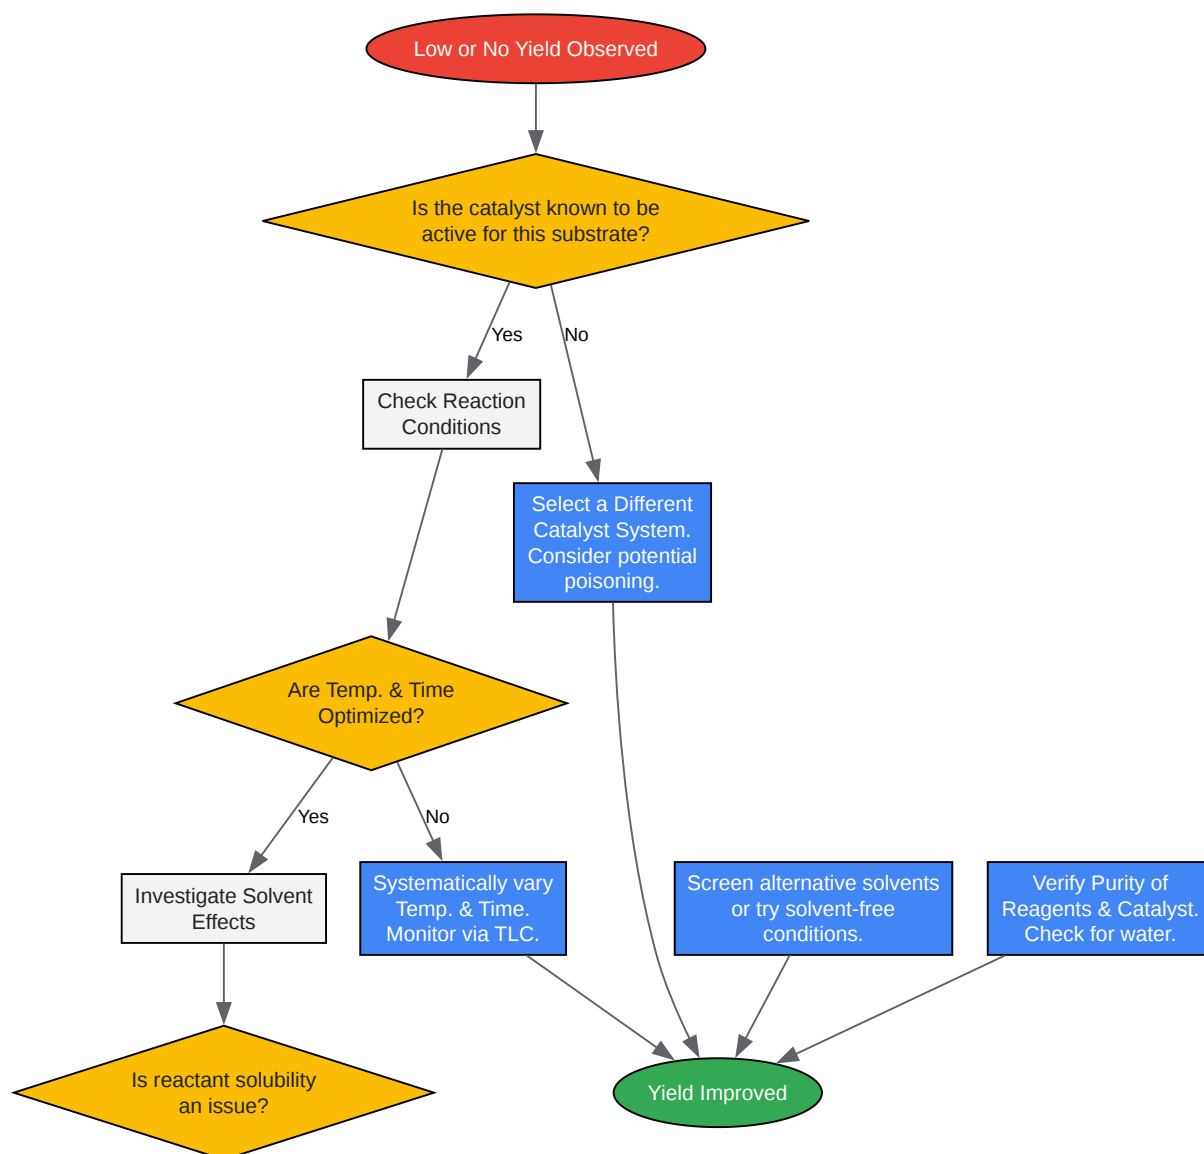 Low or No Yield Observed
Is the catalyst known to be
active for this substrate?
Yes
No
Check Reaction
Conditions
Select a Different
Catalyst System.
Consider potential
poisoning.
Are Temp. & Time
Optimized?
Yes
No
Investigate Solvent
Effects
Systematically vary
Temp. & Time.
Monitor via TLC.
Screen alternative solvents
or try solvent-free
conditions.
Verify Purity of
Reagents & Catalyst.
Check for water.
Is reactant solubility
an issue?
Yield Improved